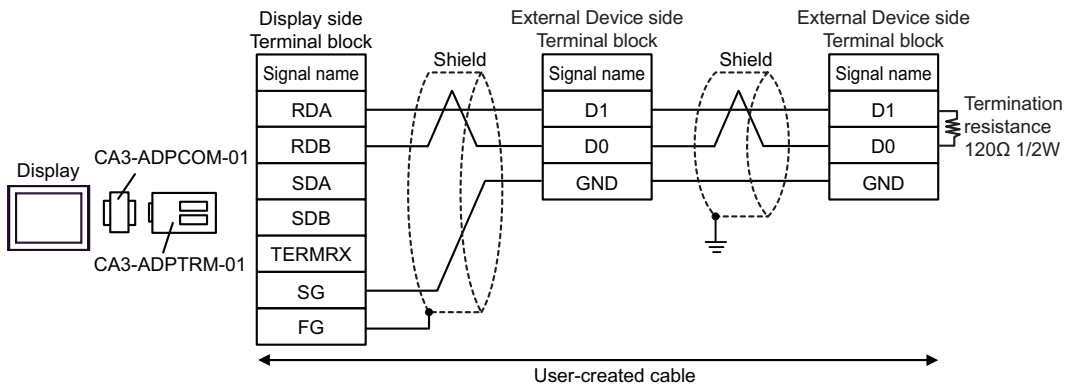 Display side
Terminal block
External Device side
Terminal block
External Device side
Terminal block
Signal name
RDA
RDB
SDA
SDB
TERMRX
SG
FG
Shield
Signal name
D1
D0
GND
Shield
Signal name
D1
D0
GND
Termination
resistance
120Ω 1/2W
Display
CA3-ADPCOM-01
CA3-ADPTRM-01
User-created cable